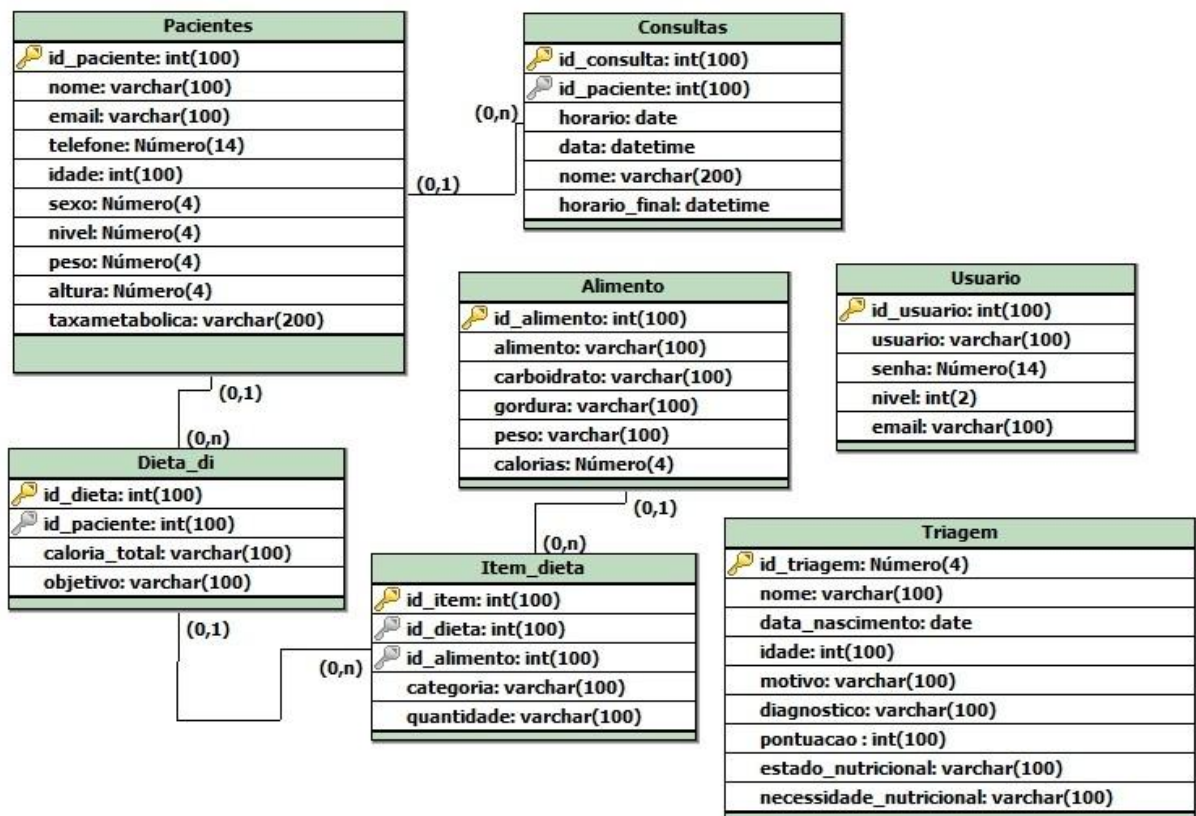 Pacientes
id_paciente: int(100)
nome: varchar(100)
email: varchar(100)
telefone: Número(14)
idade: int(100)
sexo: Número(4)
nivel: Número(4)
peso: Número(4)
altura: Número(4)
taxametabolica: varchar(200)
(0,1)
(0,n)
Consultas
id_consulta: int(100)
id_paciente: int(100)
horario: date
data: datetime
nome: varchar(200)
horario_final: datetime
(0,1)
(0,n)
Alimento
id_alimento: int(100)
alimento: varchar(100)
carboidrato: varchar(100)
gordura: varchar(100)
peso: varchar(100)
calorias: Número(4)
(0,1)
(0,n)
Usuario
id_usuario: int(100)
usuario: varchar(100)
senha: Número(14)
nivel: int(2)
email: varchar(100)
Dieta_di
id_dieta: int(100)
id_paciente: int(100)
caloria_total: varchar(100)
objetivo: varchar(100)
(0,1)
(0,n)
Item_dieta
id_item: int(100)
id_dieta: int(100)
id_alimento: int(100)
categoria: varchar(100)
quantidade: varchar(100)
Triagem
id_triagem: Número(4)
nome: varchar(100)
data_nascimento: date
idade: int(100)
motivo: varchar(100)
diagnostico: varchar(100)
pontuacao : int(100)
estado_nutricional: varchar(100)
necessidade_nutricional: varchar(100)